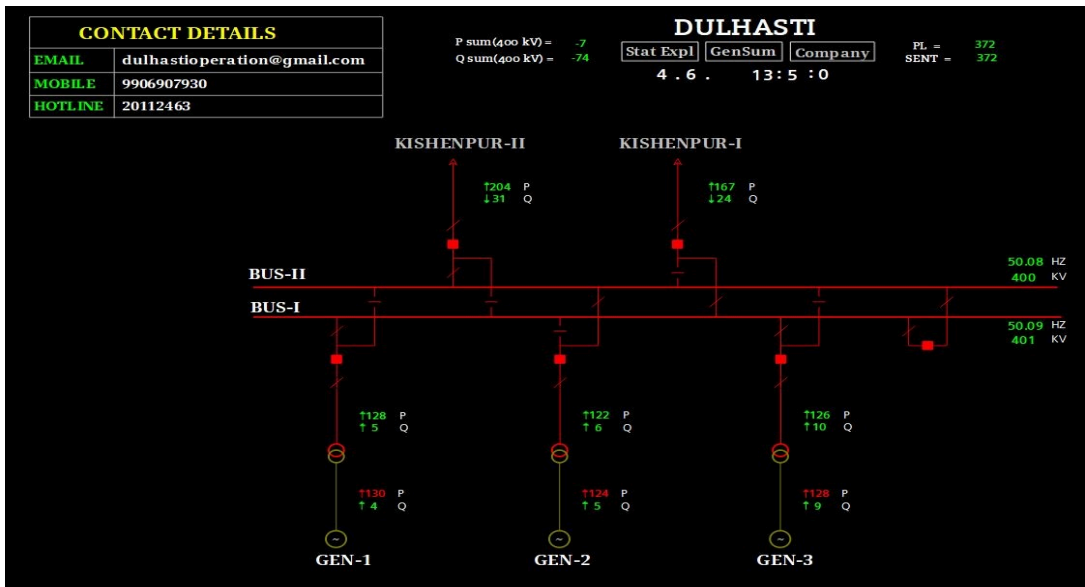 DULHASTI
CONTACT DETAILS
EMAIL dulhastioperation@gmail.com
MOBILE 9906907930
HOTLINE 20112463
P sum(400 kV) = -7
Q sum(400 kV) = -74
Stat Expl GenSum Company
4 . 6 . 13:5 :0
PL = 372
SENT = 372
KISHENPUR-II KISHENPUR-I
↑204 P ↑167 P
↓31 Q ↓24 Q
BUS-II 50.08 HZ
400 KV
BUS-I 50.09 HZ
401 KV
↑128 P ↑122 P ↑126 P
↑ 5 Q ↑ 6 Q ↑10 Q
↑130 P ↑124 P ↑128 P
↑ 4 Q ↑ 5 Q ↑ 9 Q
~ ~ ~
GEN-1 GEN-2 GEN-3